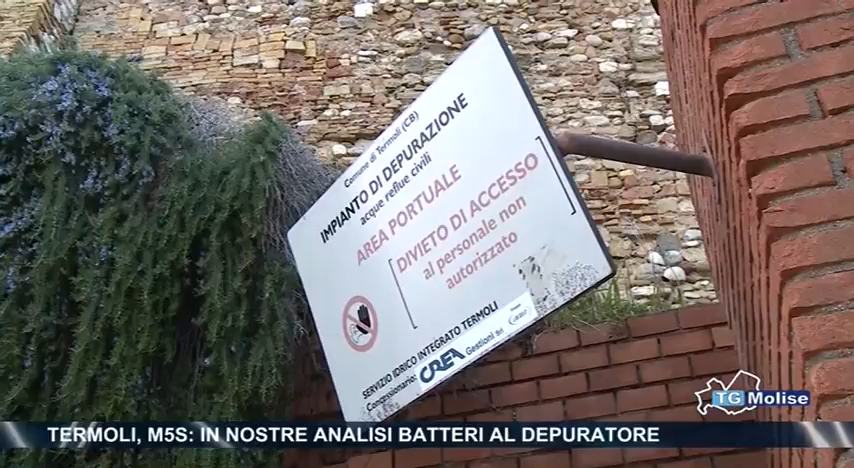 Comune di Termoli (CB)
IMPIANTO DI DEPURAZIONE
acque reflue civili
AREA PORTUALE
DIVIETO DI ACCESSO
al personale non
autorizzato
SERVIZIO IDRICO INTEGRATO TERMOLI
Concessionario: CREA Gestioni Srl
TG Molise
TERMOLI, M5S: IN NOSTRE ANALISI BATTERI AL DEPURATORE